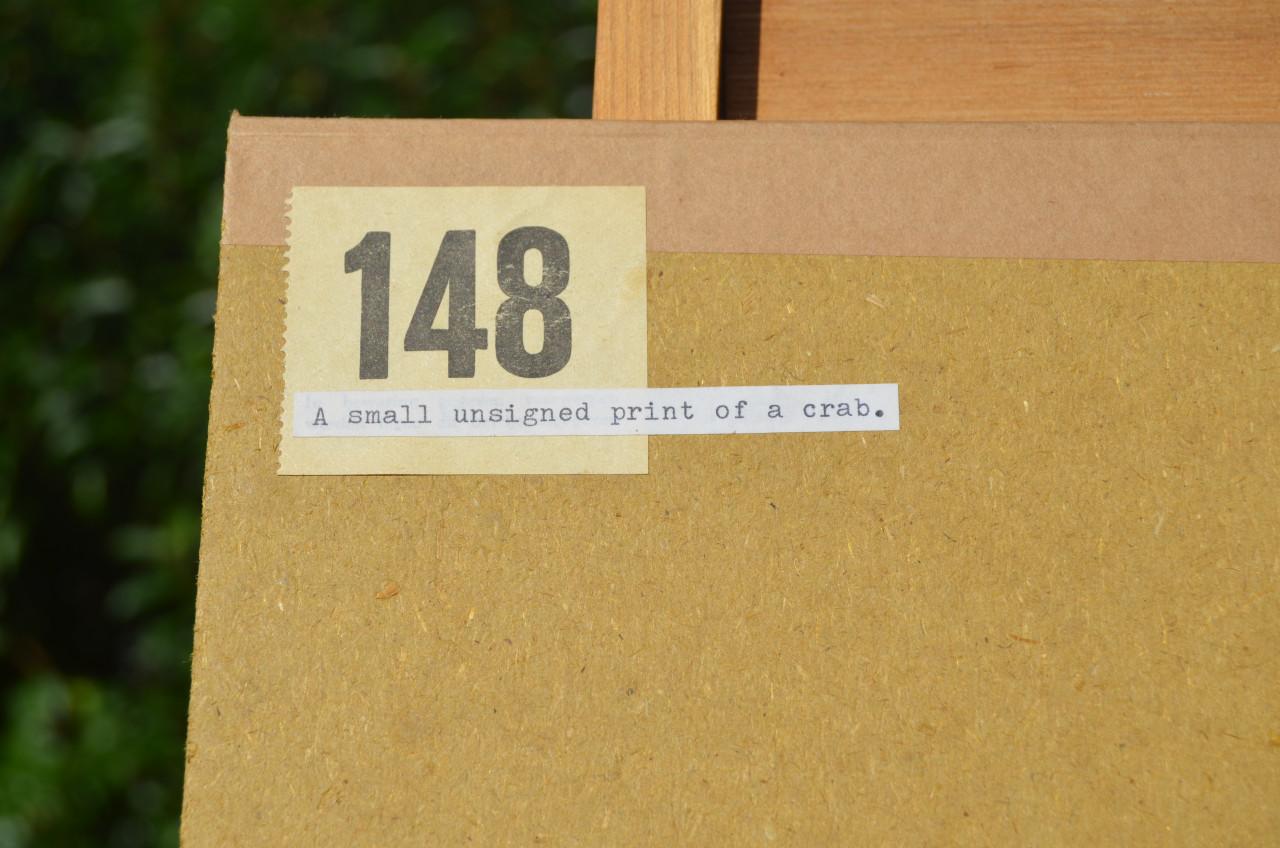 148
A small unsigned print of a crab.